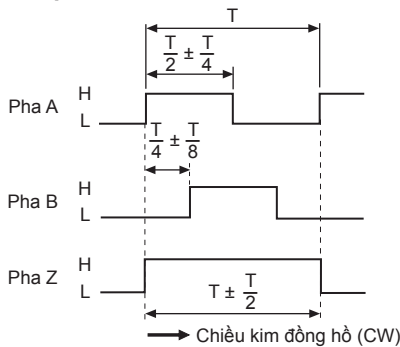 T
T/2 ± T/4
Pha A H
L
T/4 ± T/8
Pha B H
L
Pha Z H
L
T ± T/2
Chiều kim đồng hồ (CW)